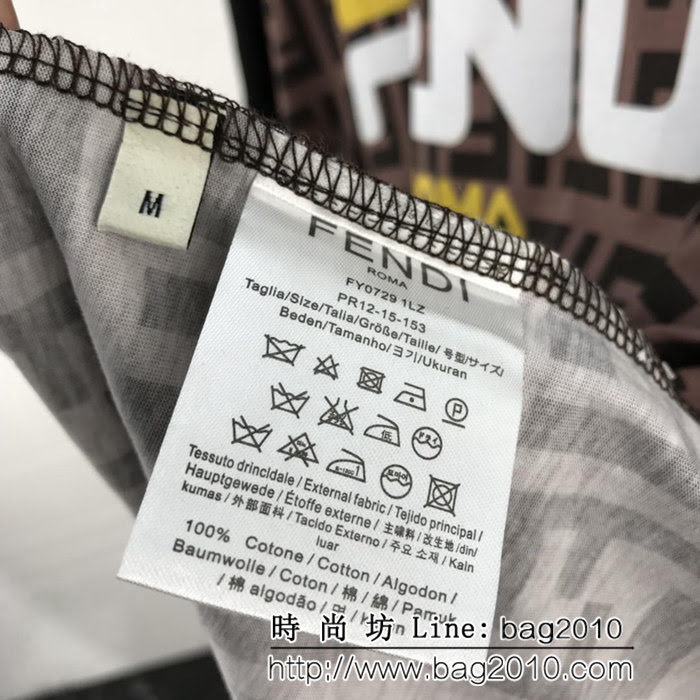 M
FENDI
ROMA
FY0729 1LZ
PR12-15-153
Taglia/Size/Talia/Größe/Taille/ 号型/サイズ/
Beden/Tamanho/ 크기/Ukuran
低
Tessuto drincidale / External fabric / Tejido principal /
Hauptgewede / Étoffe externe / 主嚼料/改生地/din/
kumas /外部面料/ Tacido Externo / 주요 소재 / Kain
luar
100% Cotone / Cotton / Algodon /
Baumwolle / Coton / 棉 / 綿 / Pamuk
/ 棉 algodão / 면 /
時尚坊 Line: bag2010
http://www.bag2010.com